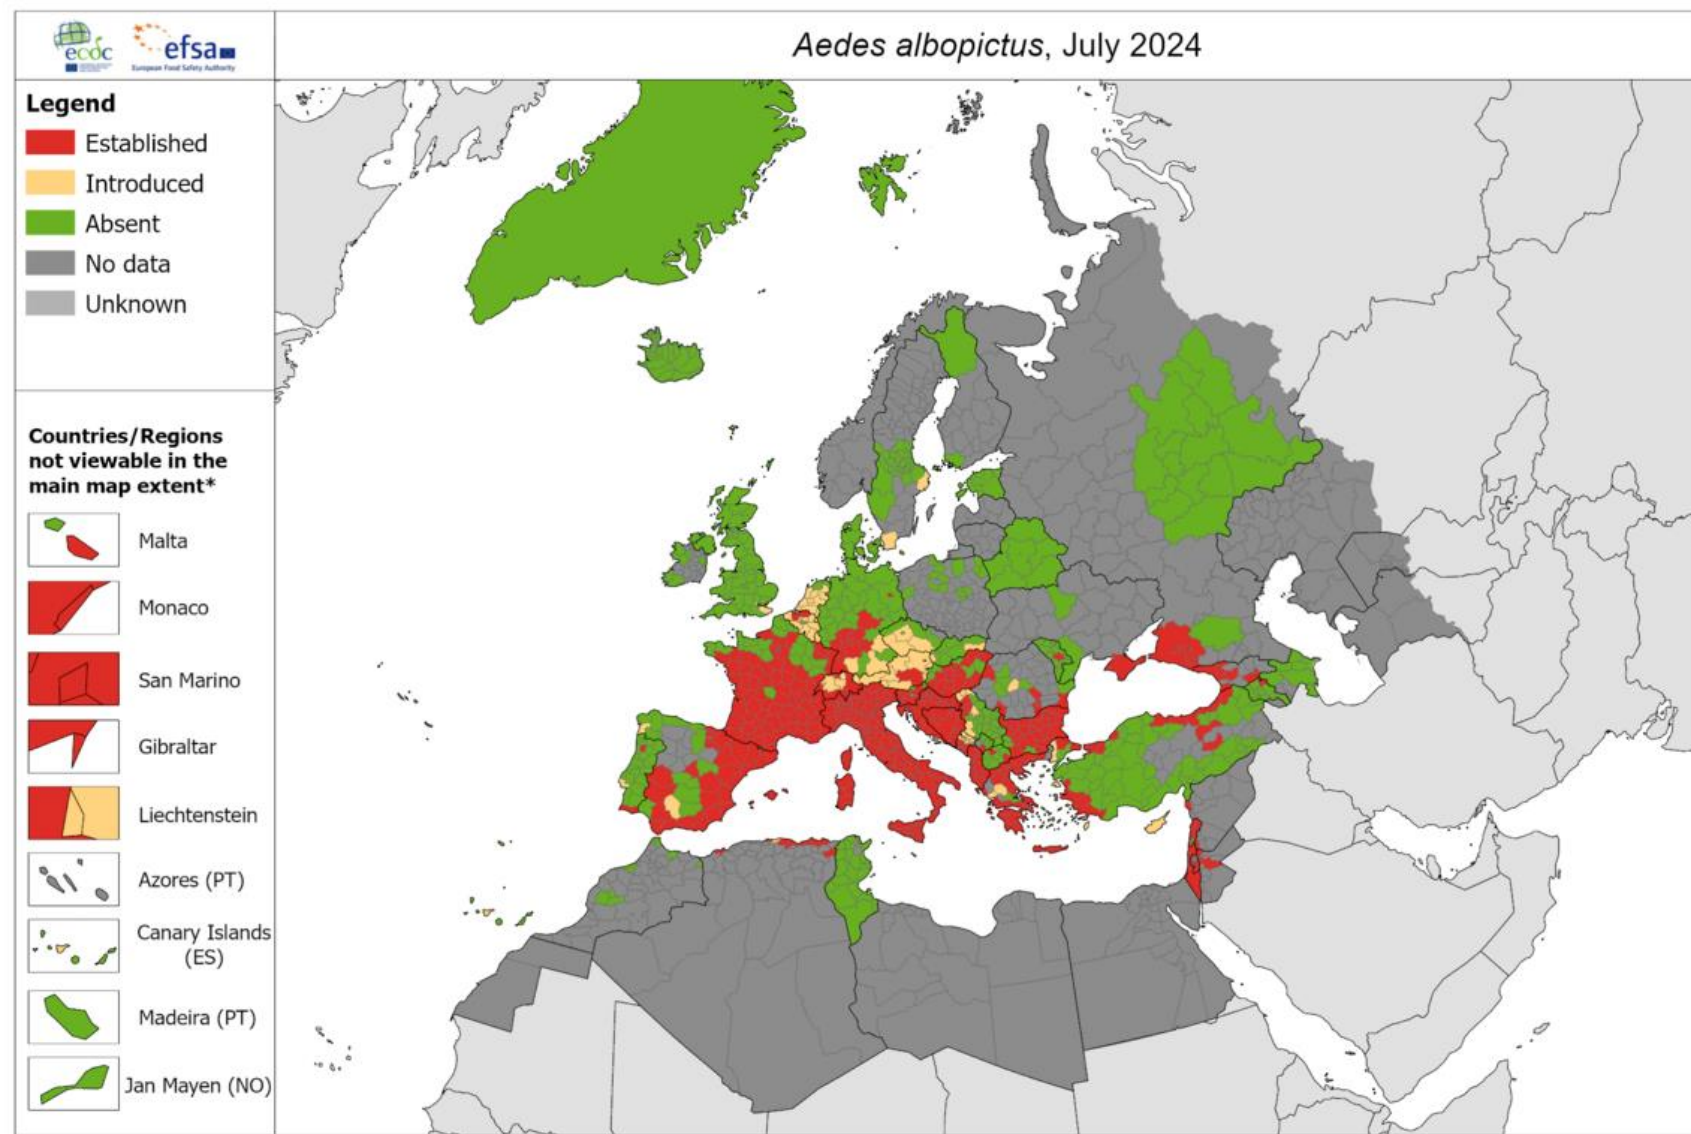 ecdc
efsa
European Food Safety Authority
Aedes albopictus, July 2024
Legend
Established
Introduced
Absent
No data
Unknown
Countries/Regions
not viewable in the
main map extent*
Malta
Monaco
San Marino
Gibraltar
Liechtenstein
Azores (PT)
Canary Islands
(ES)
Madeira (PT)
Jan Mayen (NO)